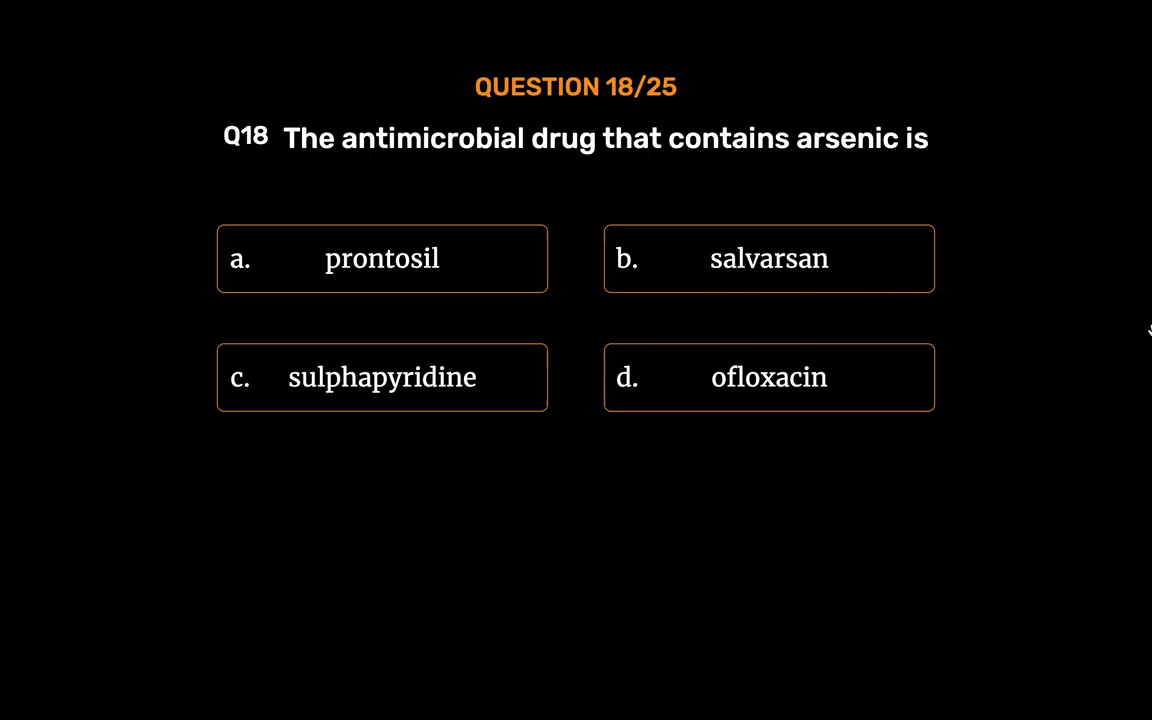 QUESTION 18/25
Q18 The antimicrobial drug that contains arsenic is
a. prontosil
b. salvarsan
c. sulphapyridine
d. ofloxacin